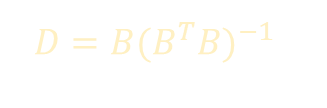 D = B(BᵀB)⁻¹